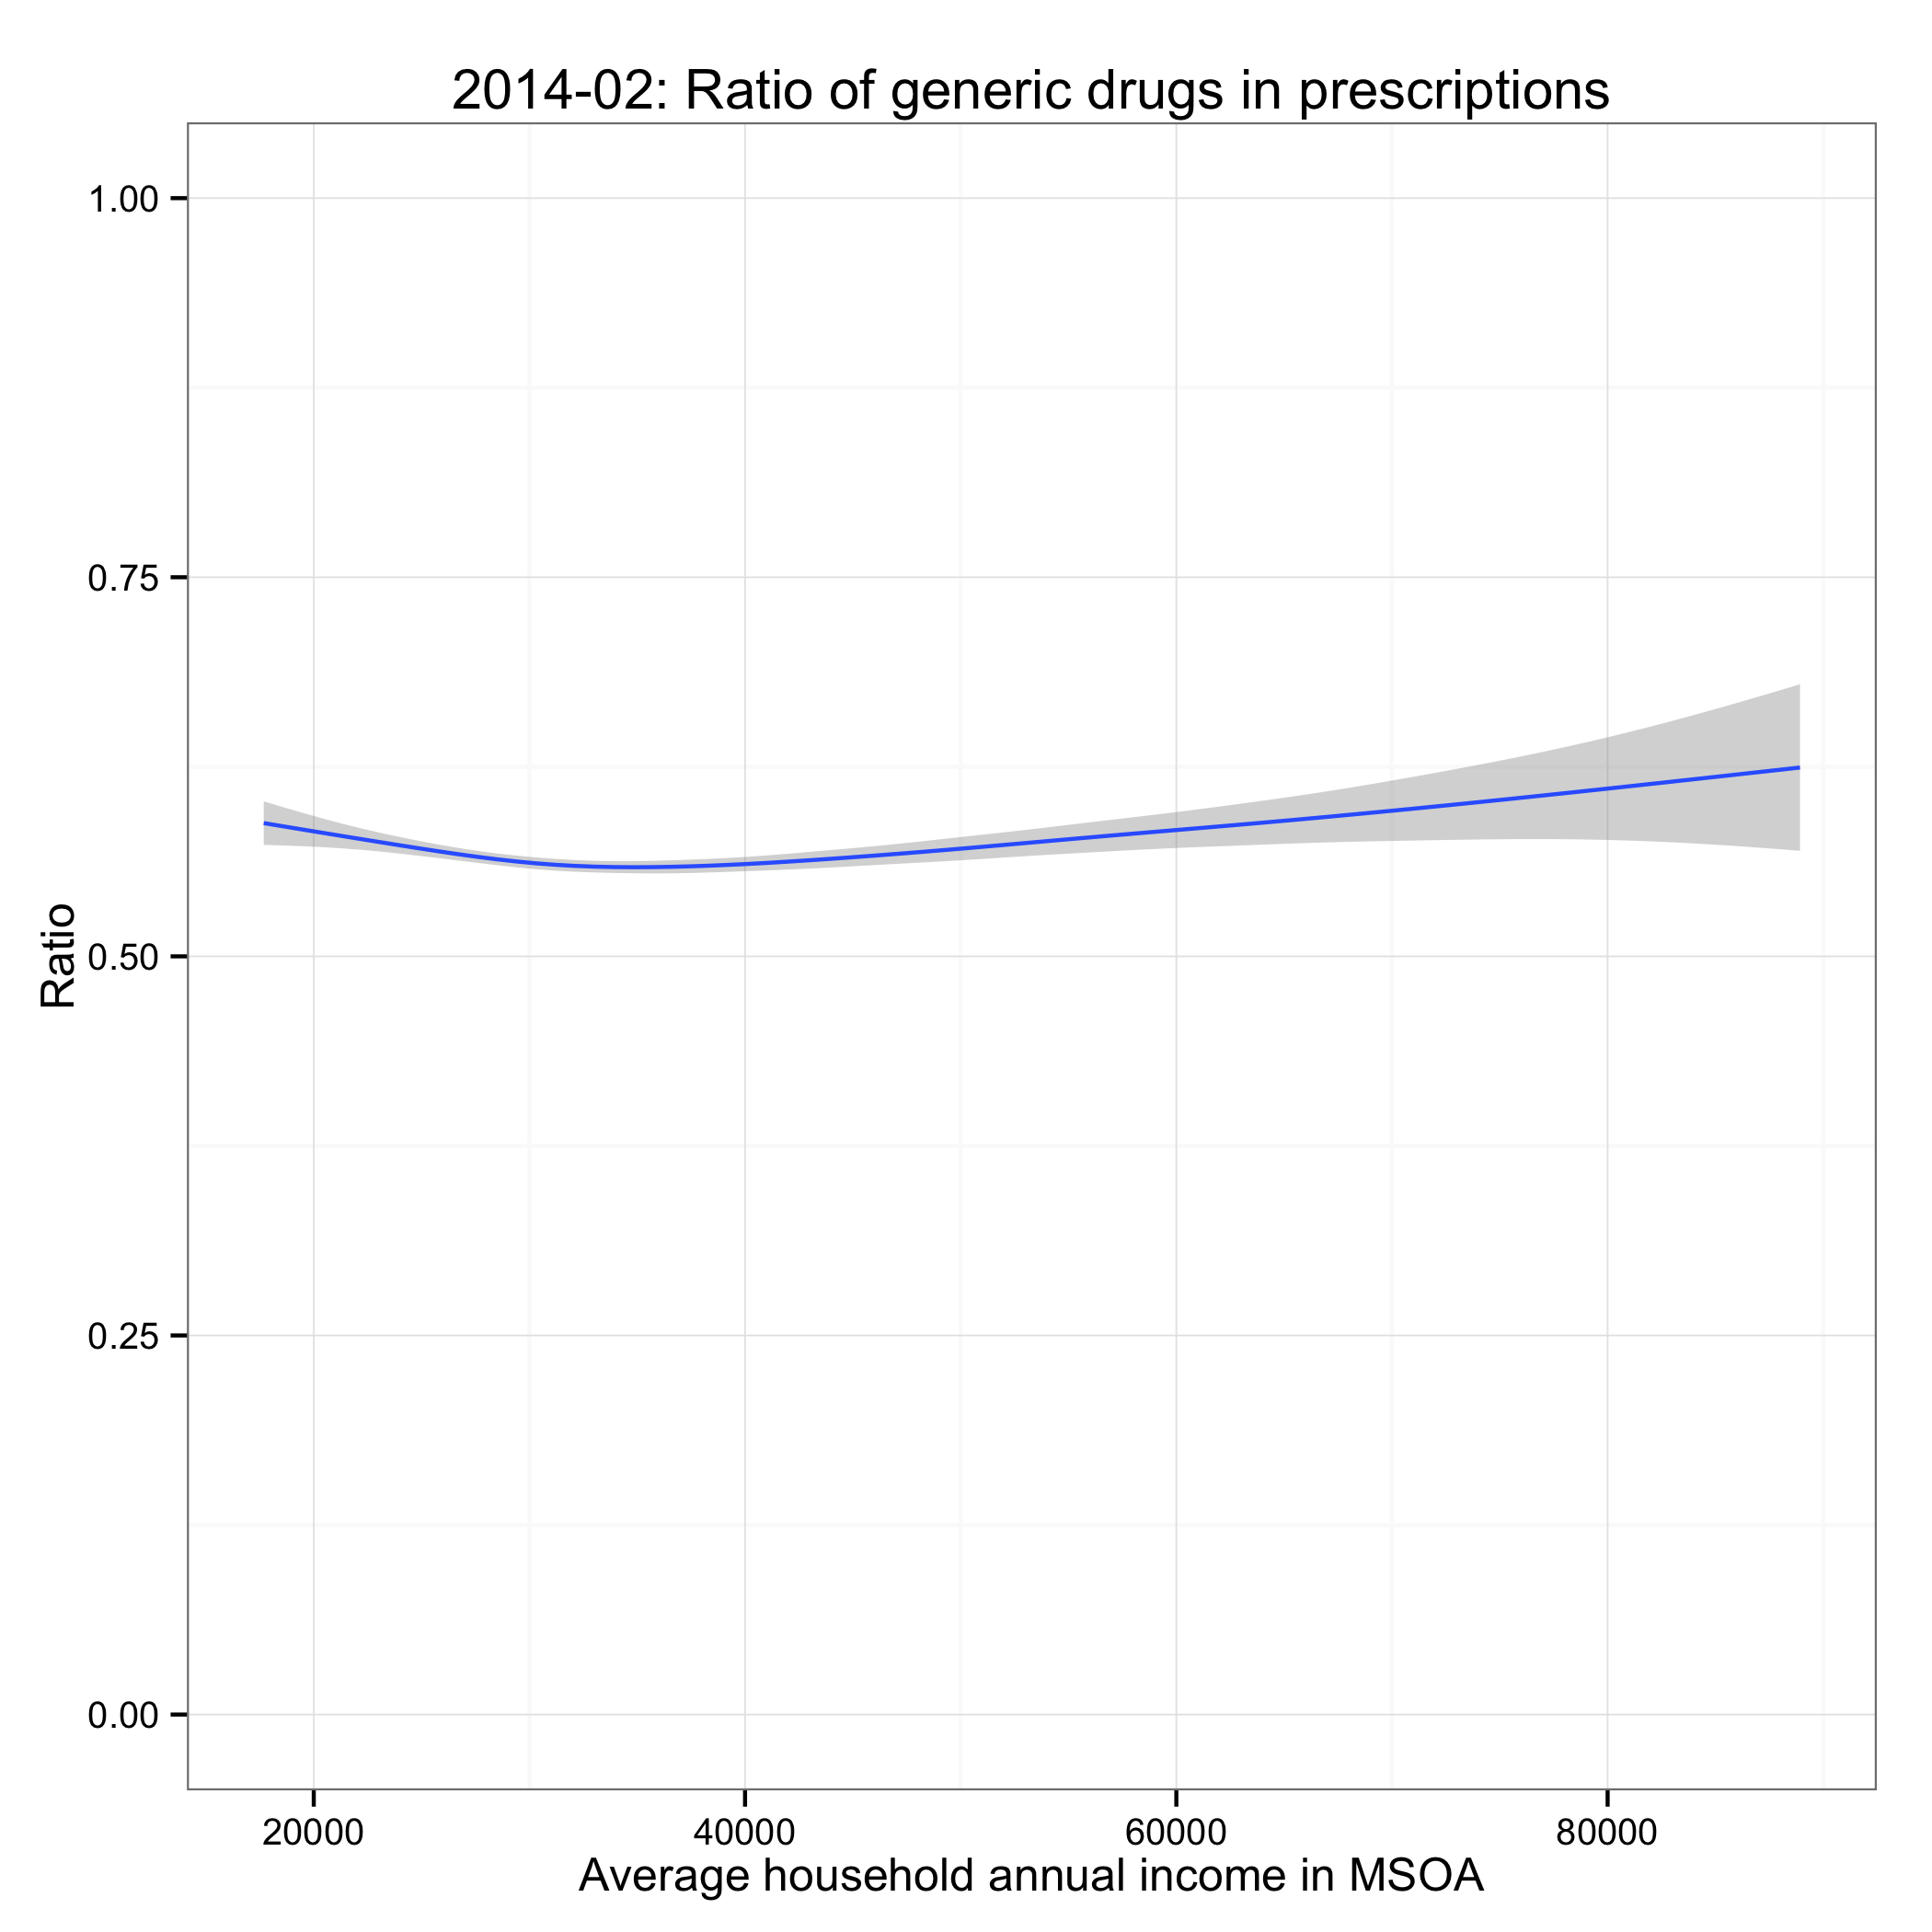 2014-02: Ratio of generic drugs in prescriptions
1.00
0.75
0.50
0.25
0.00
Ratio
20000 40000 60000 80000
Average household annual income in MSOA